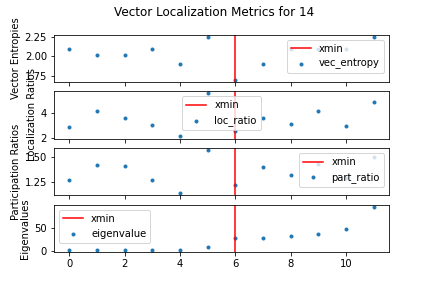 Vector Localization Metrics for 14
Vector Entropies
2.25
2.00
1.75
xmin
vec_entropy
Localization Ratios
4
2
xmin
loc_ratio
Participation Ratios
1.50
1.25
xmin
part_ratio
Eigenvalues
50
0
xmin
eigenvalue
0 2 4 6 8 10